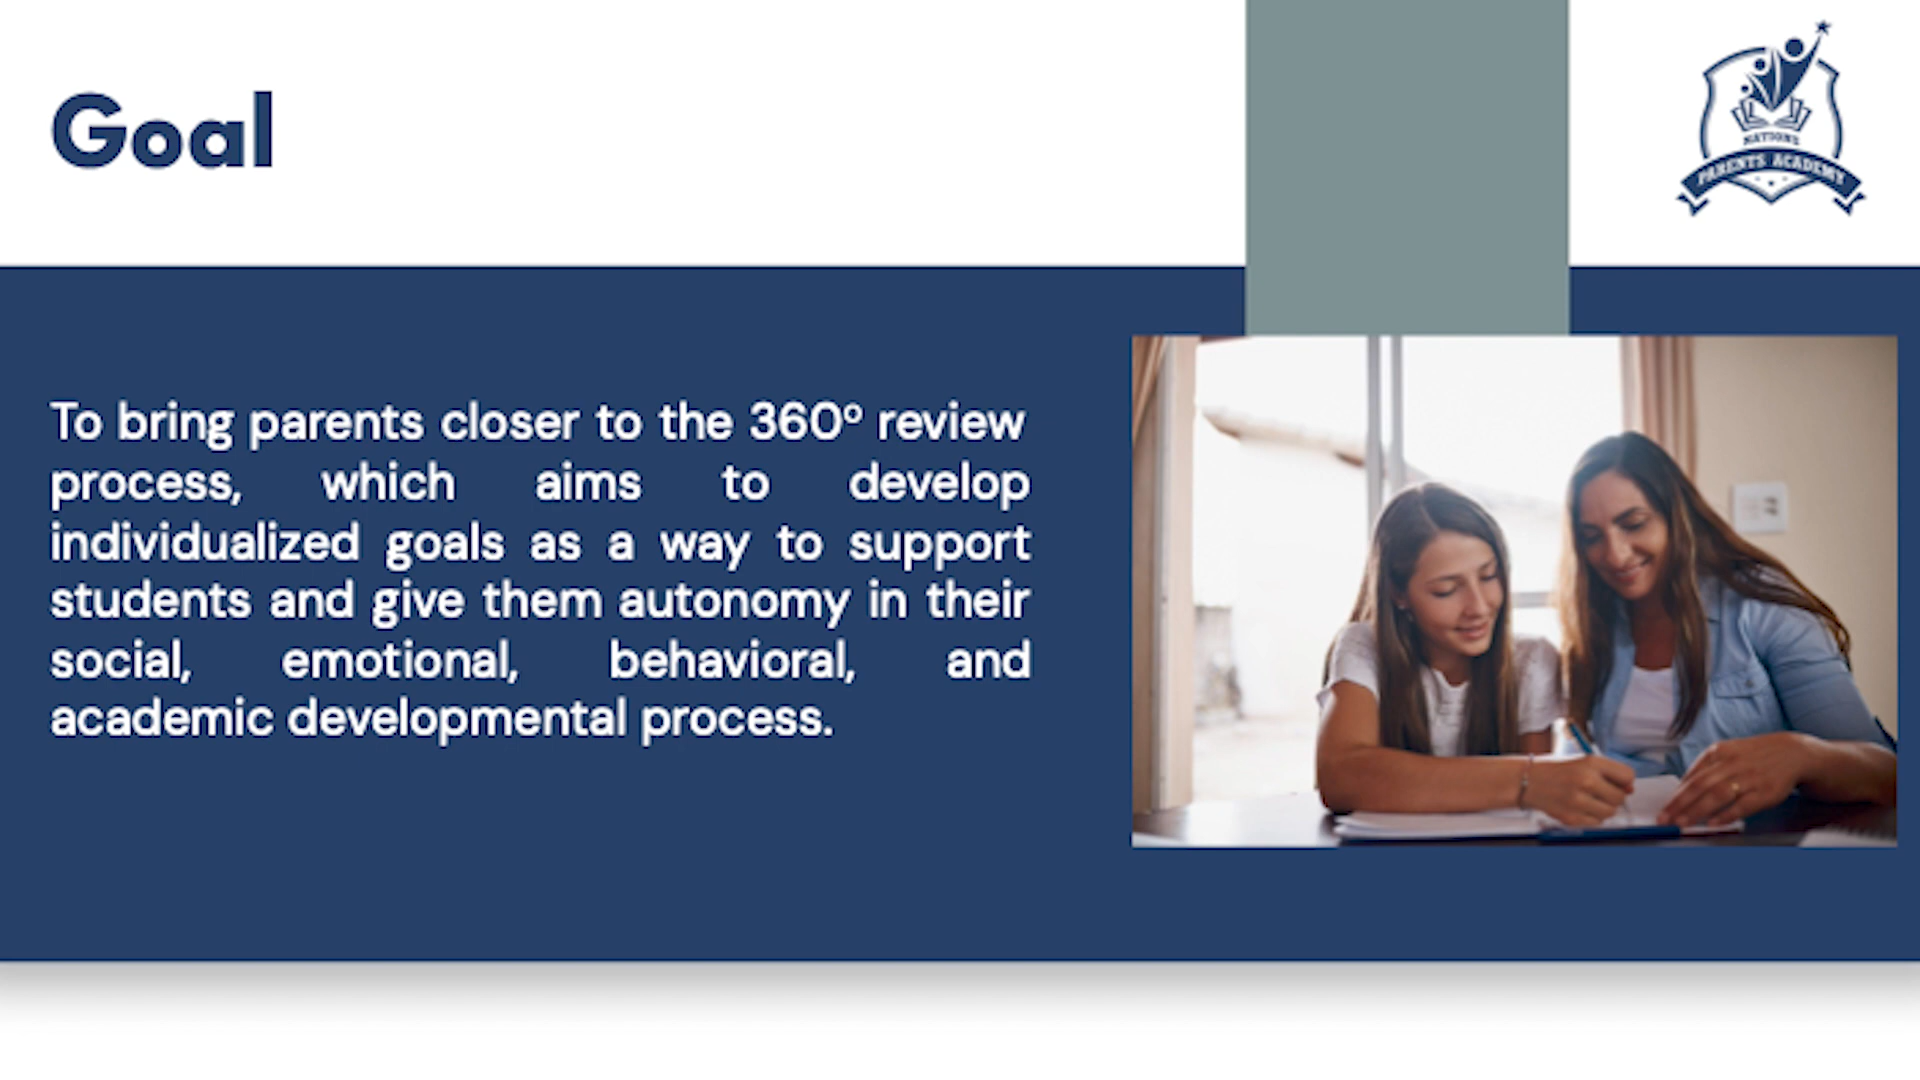 Goal
NATIONS
PARENTS ACADEMY
To bring parents closer to the 360º review
process, which aims to develop
individualized goals as a way to support
students and give them autonomy in their
social, emotional, behavioral, and
academic developmental process.